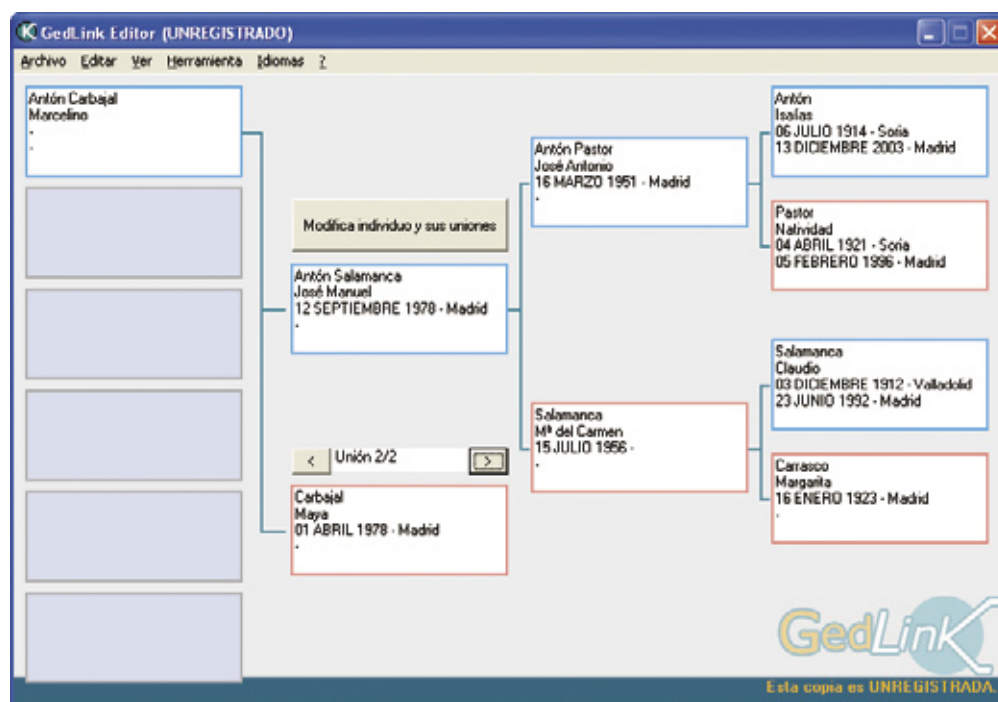 GedLink Editor (UNREGISTRADO)
Archivo Editar Ver Herramienta Idiomas ?
Antón Carbajal
Marcelino
.
.
Modifica individuo y sus uniones
Antón Salamanca
José Manuel
12 SEPTIEMBRE 1978 - Madrid
.
< Unión 2/2 >
Carbajal
Maya
01 ABRIL 1978 - Madrid
.
Antón Pastor
José Antonio
16 MARZO 1951 - Madrid
.
Salamanca
Mª del Carmen
15 JULIO 1956 -
.
Antón
Isaías
06 JULIO 1914 - Soria
13 DICIEMBRE 2003 - Madrid
Pastor
Natividad
04 ABRIL 1921 - Soria
05 FEBRERO 1996 - Madrid
Salamanca
Claudio
03 DICIEMBRE 1912 - Valladolid
23 JUNIO 1992 - Madrid
Carrasco
Margarita
16 ENERO 1923 - Madrid
.
GedLink
Esta copia es UNREGISTRADA.